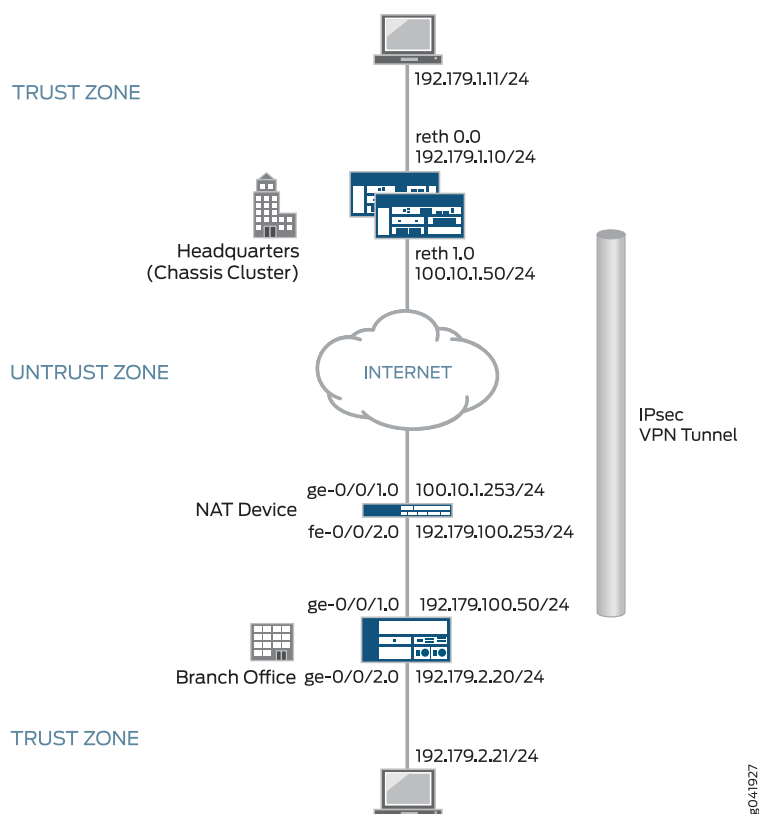 192.179.1.11/24
TRUST ZONE
reth 0.0
192.179.1.10/24
Headquarters
(Chassis Cluster)
reth 1.0
100.10.1.50/24
UNTRUST ZONE
INTERNET
IPsec
VPN Tunnel
ge-0/0/1.0 100.10.1.253/24
NAT Device
fe-0/0/2.0 192.179.100.253/24
ge-0/0/1.0 192.179.100.50/24
Branch Office ge-0/0/2.0 192.179.2.20/24
TRUST ZONE
192.179.2.21/24
g041927